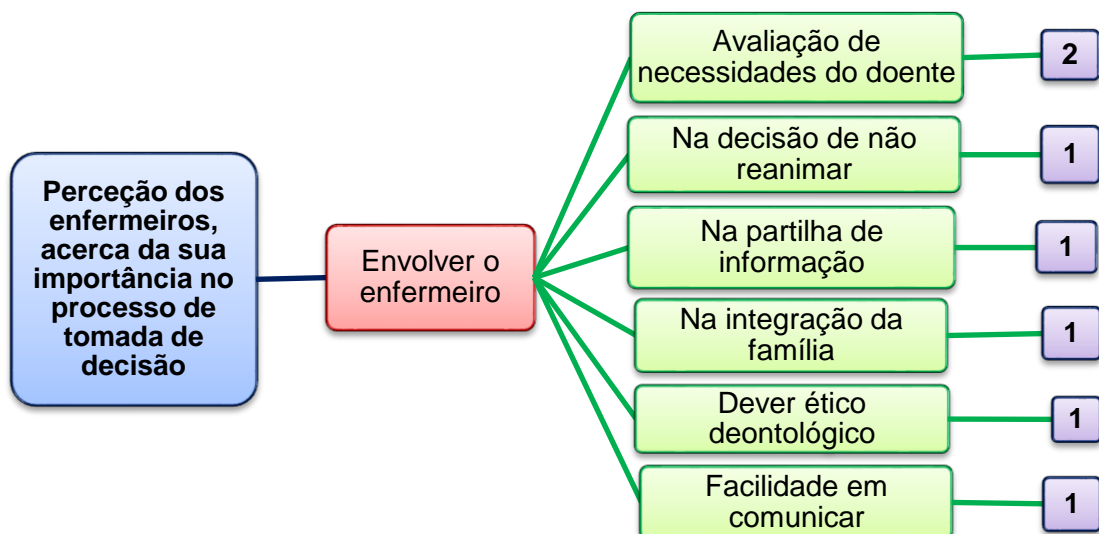 Perceção dos
enfermeiros,
acerca da sua
importância no
processo de
tomada de
decisão
Envolver o
enfermeiro
Avaliação de
necessidades do doente
2
Na decisão de não
reanimar
1
Na partilha de
informação
1
Na integração da
família
1
Dever ético
deontológico
1
Facilidade em
comunicar
1